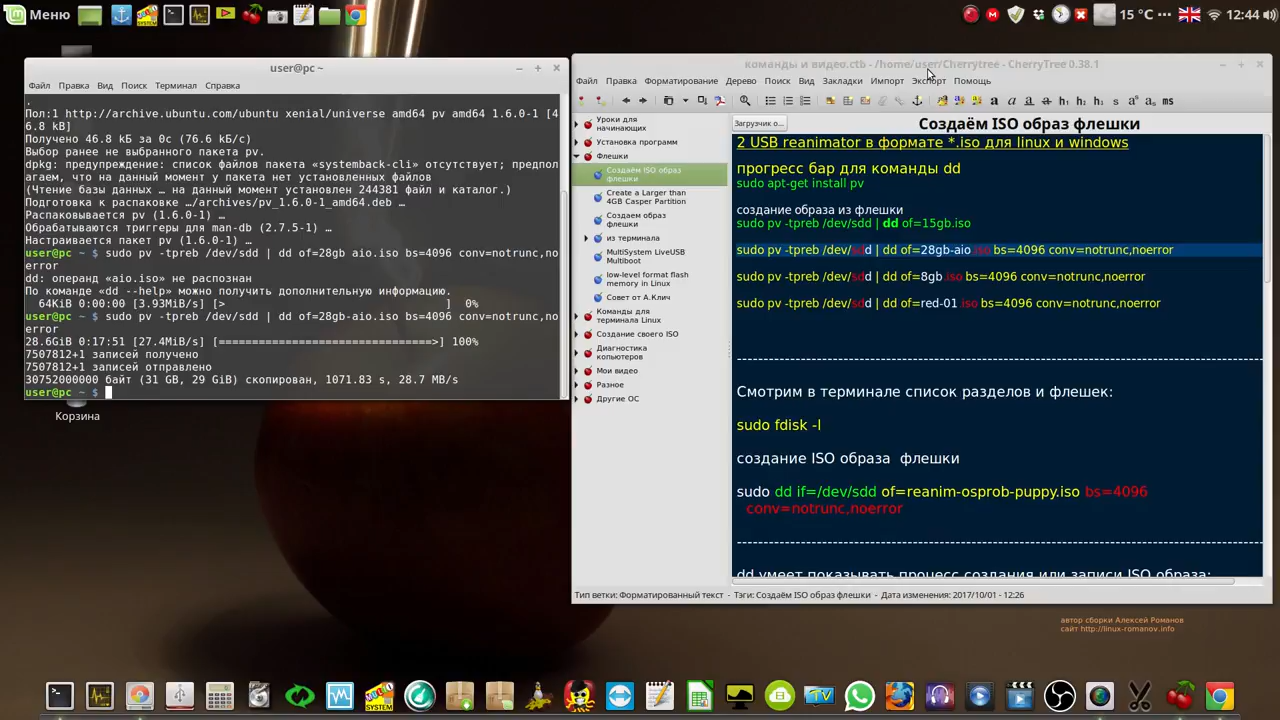 Меню
15 °C
12:44
user@pc ~
Файл Правка Вид Поиск Терминал Справка
.
Пол:1 http://archive.ubuntu.com/ubuntu xenial/universe amd64 pv amd64 1.6.0-1 [4
6.8 kB]
Получено 46.8 kБ за 0с (76.6 kБ/c)
Выбор ранее не выбранного пакета pv.
dpkg: предупреждение: список файлов пакета «systemback-cli» отсутствует; предпол
агаем, что на данный момент у пакета нет установленных файлов
(Чтение базы данных … на данный момент установлен 244381 файл и каталог.)
Подготовка к распаковке …/archives/pv_1.6.0-1_amd64.deb …
Распаковывается pv (1.6.0-1) …
Обрабатываются триггеры для man-db (2.7.5-1) …
Настраивается пакет pv (1.6.0-1) …
user@pc ~ $ sudo pv -tpreb /dev/sdd | dd of=28gb aio.iso bs=4096 conv=notrunc,no
error
dd: операнд «aio.iso» не распознан
По команде «dd --help» можно получить дополнительную информацию.
64KiB 0:00:00 [3.93MiB/s] [> ] 0%
user@pc ~ $ sudo pv -tpreb /dev/sdd | dd of=28gb-aio.iso bs=4096 conv=notrunc,no
error
28.6GiB 0:17:51 [27.4MiB/s] [================================>] 100%
7507812+1 записей получено
7507812+1 записей отправлено
30752000000 байт (31 GB, 29 GiB) скопирован, 1071.83 s, 28.7 MB/s
user@pc ~ $
Корзина
команды и видео.ctb - /home/user/Cherrytree - CherryTree 0.38.1
Файл Правка Форматирование Дерево Поиск Вид Закладки Импорт Экспорт Помощь
a a a a h₁ h₂ h₃ s aª aₐ ms
Уроки для
начинающих
Установка программ
Флешки
Создаём ISO образ
флешки
Create a Larger than
4GB Casper Partition
Создаем образ
флешки
из терминала
MultiSystem LiveUSB
Multiboot
low-level format flash
memory in Linux
Совет от А.Клич
Команды для
терминала Linux
Создание своего ISO
Диагностика
копьютеров
Мои видео
Разное
Другие ОС
Загрузчик о...
Создаём ISO образ флешки
2 USB reanimator в формате *.iso для linux и windows
прогресс бар для команды dd
sudo apt-get install pv
создание образа из флешки
sudo pv -tpreb /dev/sdd | dd of=15gb.iso
sudo pv -tpreb /dev/sdd | dd of=28gb-aio.iso bs=4096 conv=notrunc,noerror
sudo pv -tpreb /dev/sdd | dd of=8gb.iso bs=4096 conv=notrunc,noerror
sudo pv -tpreb /dev/sdd | dd of=red-01.iso bs=4096 conv=notrunc,noerror
Смотрим в терминале список разделов и флешек:
sudo fdisk -l
создание ISO образа флешки
sudo dd if=/dev/sdd of=reanim-osprob-puppy.iso bs=4096
conv=notrunc,noerror
dd умеет показывать процесс создания или записи ISO образа:
Тип ветки: Форматированный текст - Тэги: Создаём ISO образ флешки - Дата изменения: 2017/10/01 - 12:26
автор сборки Алексей Романов
сайт http://linux-romanov.info